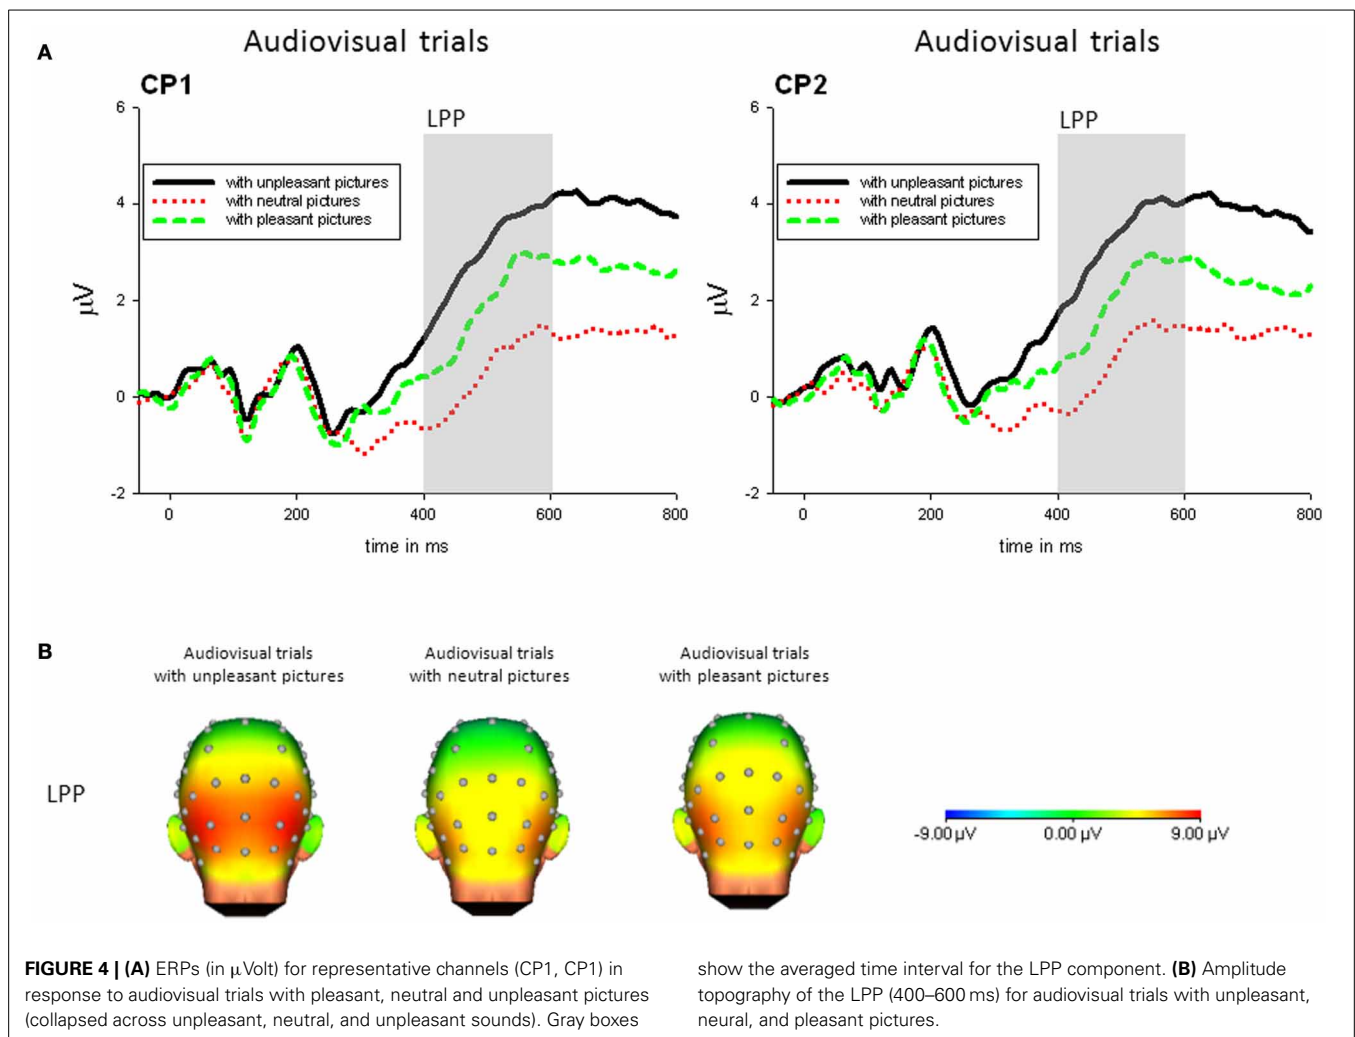 A
Audiovisual trials
CP1
LPP
6
4
2
0
-2
µV
with unpleasant pictures
with neutral pictures
with pleasant pictures
0 200 400 600 800
time in ms
Audiovisual trials
CP2
LPP
6
4
2
0
-2
µV
with unpleasant pictures
with neutral pictures
with pleasant pictures
0 200 400 600 800
time in ms
B
Audiovisual trials
with unpleasant pictures
Audiovisual trials
with neutral pictures
Audiovisual trials
with pleasant pictures
LPP
-9.00 µV 0.00 µV 9.00 µV
FIGURE 4 | (A) ERPs (in µVolt) for representative channels (CP1, CP1) in
response to audiovisual trials with pleasant, neutral and unpleasant pictures
(collapsed across unpleasant, neutral, and unpleasant sounds). Gray boxes
show the averaged time interval for the LPP component. (B) Amplitude
topography of the LPP (400–600 ms) for audiovisual trials with unpleasant,
neural, and pleasant pictures.